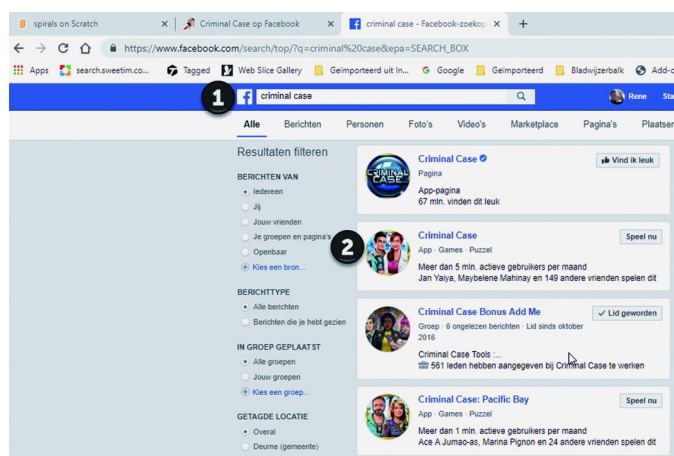 spirals on Scratch
Criminal Case op Facebook
criminal case - Facebook-zoekop
https://www.facebook.com/search/top/?q=criminal%20case&epa=SEARCH_BOX
Apps search.sweetim.co... Tagged Web Slice Gallery Geïmporteerd uit In... Google Geïmporteerd Bladwijzerbalk Add-o
1
criminal case
Rene Sta
Alle Berichten Personen Foto's Video's Marketplace Pagina's Plaatsen
Resultaten filteren
BERICHTEN VAN
Iedereen
Jij
Jouw vrienden
Je groepen en pagina's
Openbaar
Kies een bron...
BERICHTTYPE
Alle berichten
Berichten die je hebt gezien
IN GROEP GEPLAATST
Alle groepen
Jouw groepen
Kies een groep...
GETAGDE LOCATIE
Overal
Deurne (gemeente)
CRIMINAL
CASE
Criminal Case
Vind ik leuk
Pagina
App-pagina
67 mln. vinden dit leuk
2
Criminal Case
Speel nu
App · Games · Puzzel
Meer dan 5 mln. actieve gebruikers per maand
Jan Yaiya, Maybelene Mahinay en 149 andere vrienden spelen dit
Criminal Case Bonus Add Me
Lid geworden
Groep · 6 ongelezen berichten · Lid sinds oktober
2016
Criminal Case Tools :...
561 leden hebben aangegeven bij Criminal Case te werken
Criminal Case: Pacific Bay
Speel nu
App · Games · Puzzel
Meer dan 1 mln. actieve gebruikers per maand
Ace A Jumao-as, Marina Pignon en 24 andere vrienden spelen dit